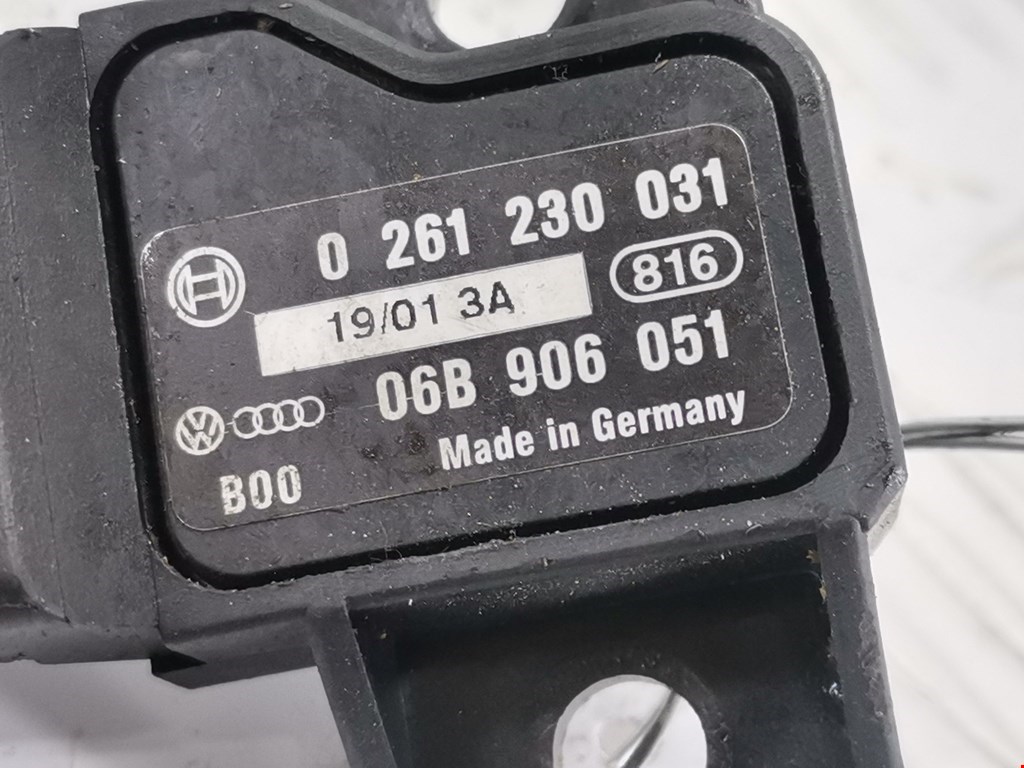 0 261 230 031
19/01 3A
816
06B 906 051
Made in Germany
B00